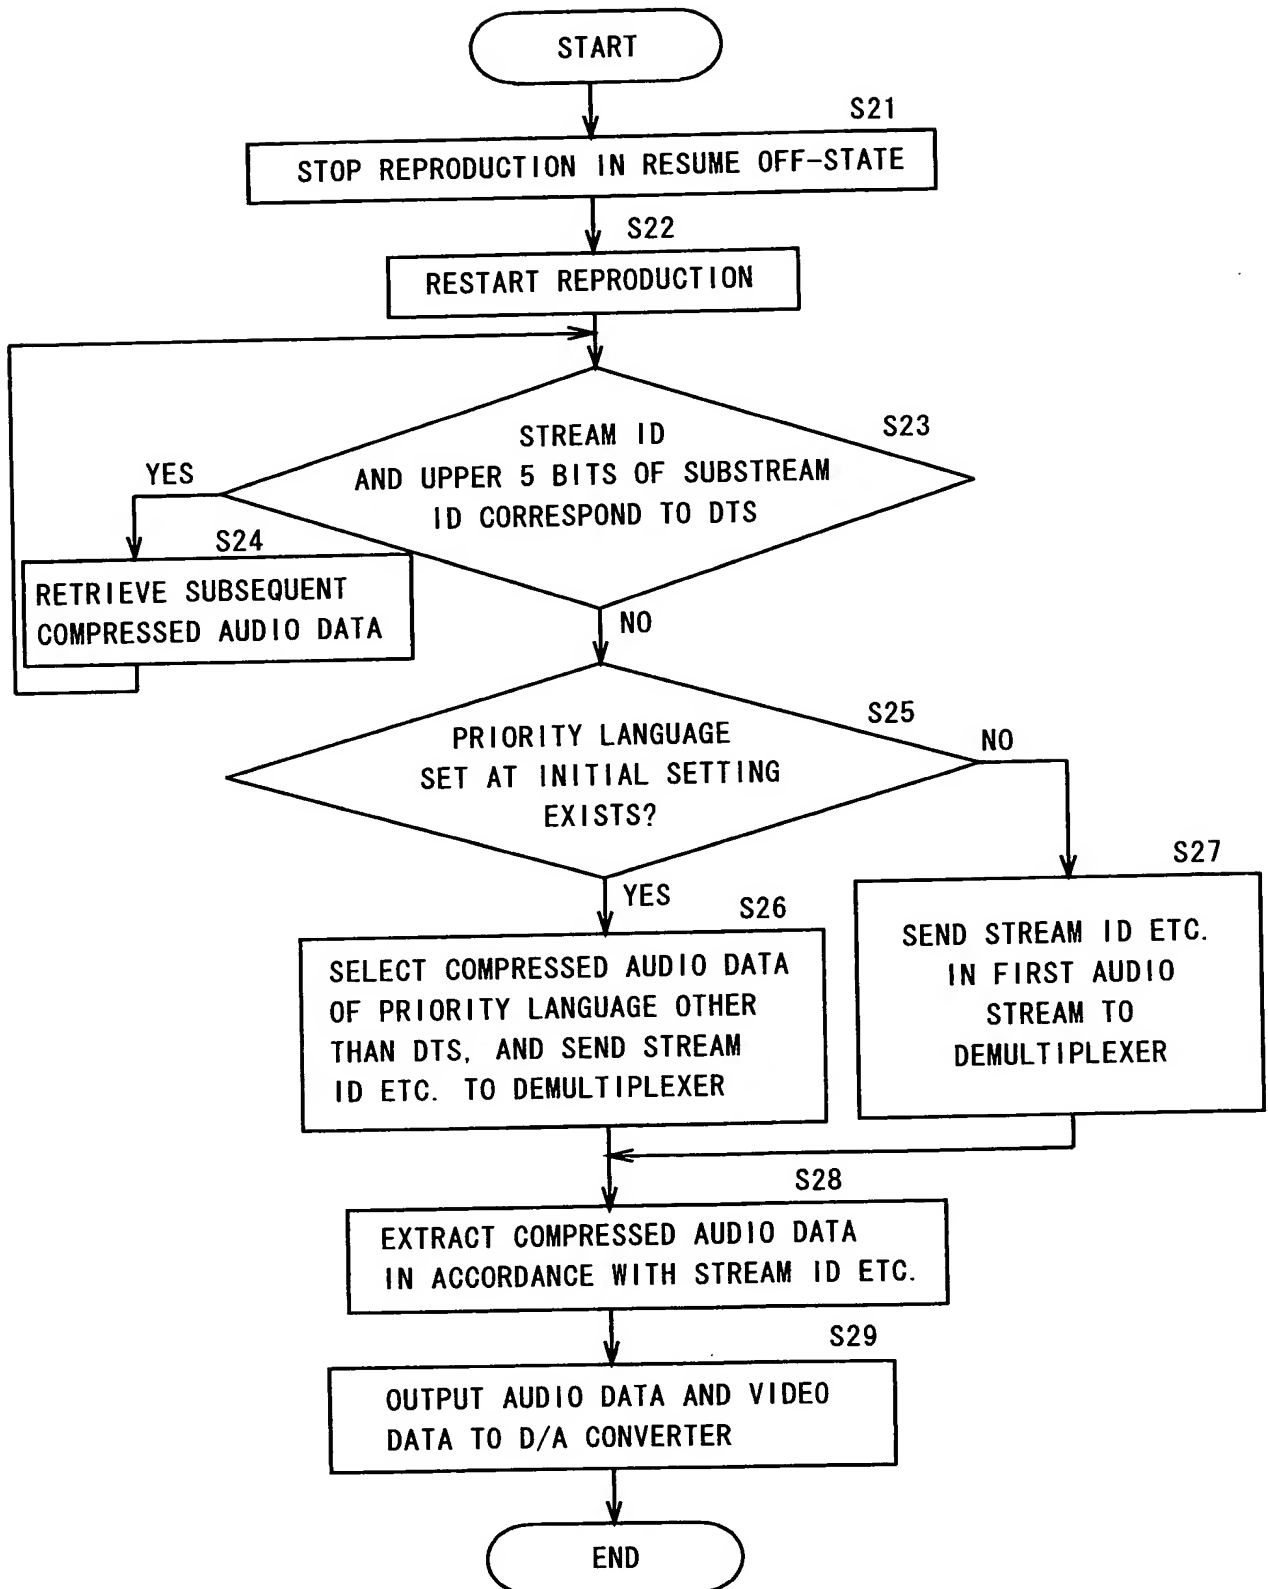 START
S21
STOP REPRODUCTION IN RESUME OFF-STATE
S22
RESTART REPRODUCTION
S23
STREAM ID
AND UPPER 5 BITS OF SUBSTREAM
ID CORRESPOND TO DTS
YES
S24
RETRIEVE SUBSEQUENT
COMPRESSED AUDIO DATA
NO
S25
PRIORITY LANGUAGE
SET AT INITIAL SETTING
EXISTS?
NO
YES
S26
SELECT COMPRESSED AUDIO DATA
OF PRIORITY LANGUAGE OTHER
THAN DTS, AND SEND STREAM
ID ETC. TO DEMULTIPLEXER
S27
SEND STREAM ID ETC.
IN FIRST AUDIO
STREAM TO
DEMULTIPLEXER
S28
EXTRACT COMPRESSED AUDIO DATA
IN ACCORDANCE WITH STREAM ID ETC.
S29
OUTPUT AUDIO DATA AND VIDEO
DATA TO D/A CONVERTER
END